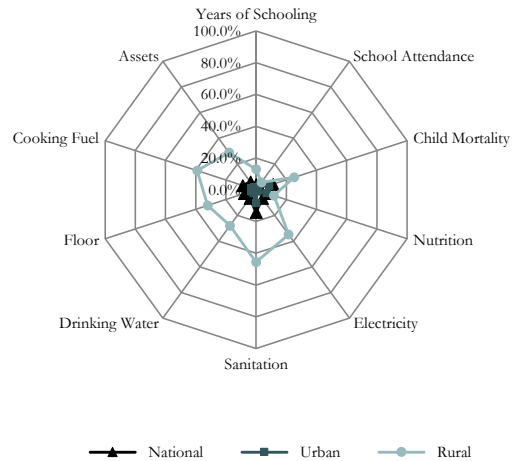 Years of Schooling
100.0%
Assets
School Attendance
80.0%
60.0%
40.0%
Cooking Fuel
Child Mortality
20.0%
0.0%
Floor
Nutrition
Drinking Water
Electricity
Sanitation
National Urban Rural